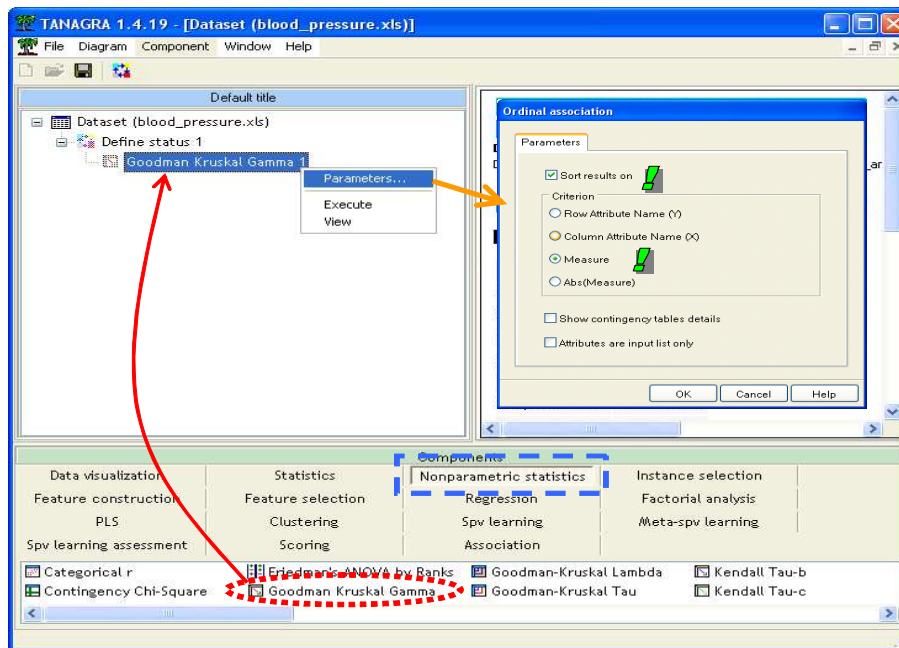 TANAGRA 1.4.19 - [Dataset (blood_pressure.xls)]
File Diagram Component Window Help
Default title
Dataset (blood_pressure.xls)
Define status 1
Goodman Kruskal Gamma 1
Parameters...
Execute
View
Ordinal association
Parameters
Sort results on
Criterion
Row Attribute Name (Y)
Column Attribute Name (X)
Measure
Abs(Measure)
Show contingency tables details
Attributes are input list only
OK Cancel Help
Components
Data visualization Statistics Nonparametric statistics Instance selection
Feature construction Feature selection Regression Factorial analysis
PLS Clustering Spv learning Meta-spv learning
Spv learning assessment Scoring Association
Categorical r Friedman's ANOVA by Ranks Goodman-Kruskal Lambda Kendall Tau-b
Contingency Chi-Square Goodman Kruskal Gamma Goodman-Kruskal Tau Kendall Tau-c